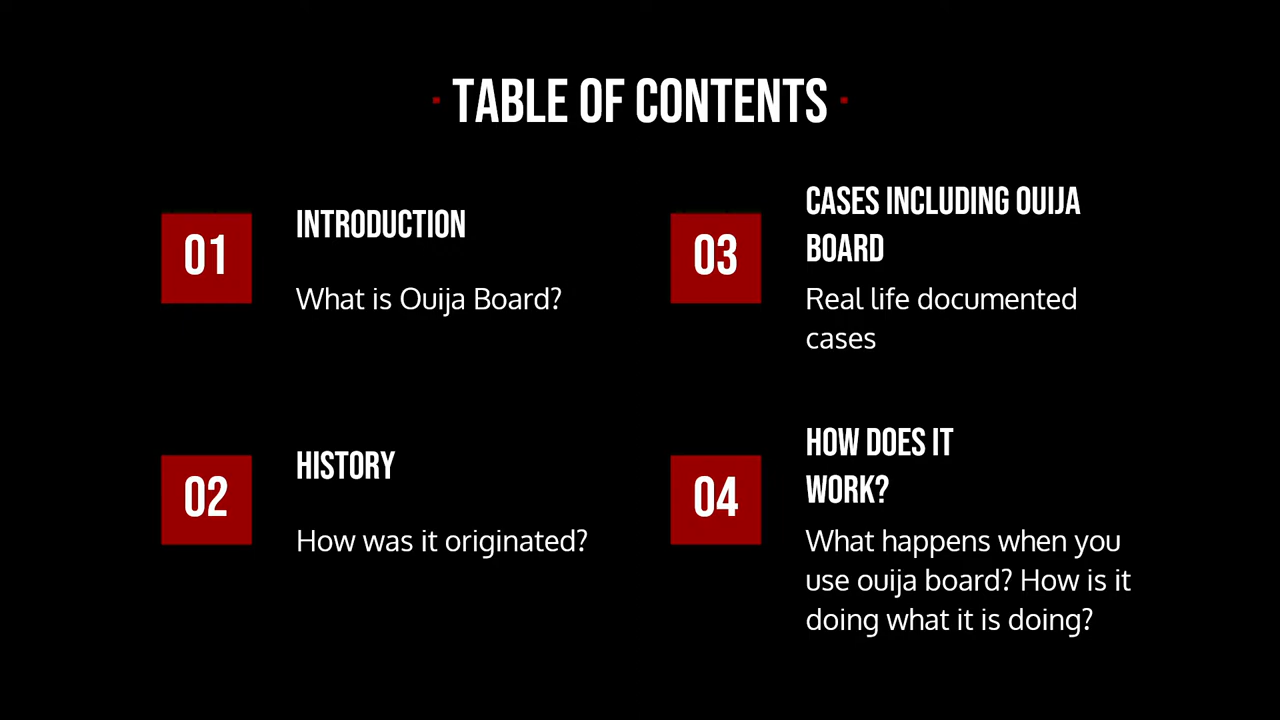 TABLE OF CONTENTS
01
INTRODUCTION
What is Ouija Board?
02
HISTORY
How was it originated?
03
CASES INCLUDING OUIJA
BOARD
Real life documented
cases
04
HOW DOES IT
WORK?
What happens when you
use ouija board? How is it
doing what it is doing?